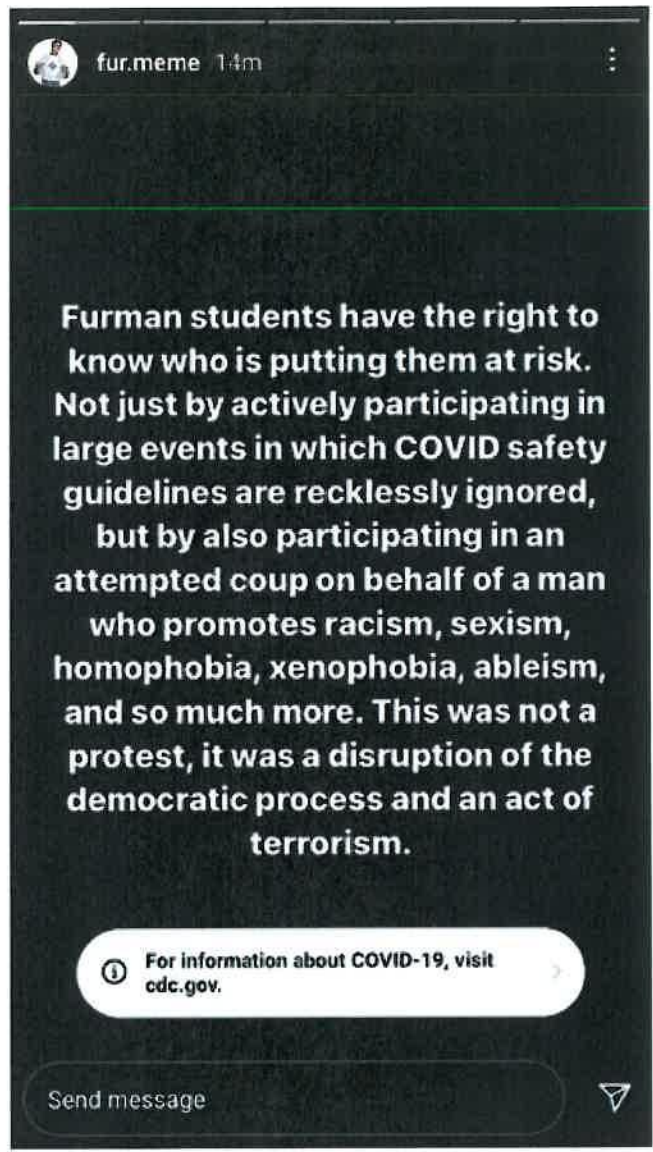 fur.meme 14m
Furman students have the right to
know who is putting them at risk.
Not just by actively participating in
large events in which COVID safety
guidelines are recklessly ignored,
but by also participating in an
attempted coup on behalf of a man
who promotes racism, sexism,
homophobia, xenophobia, ableism,
and so much more. This was not a
protest, it was a disruption of the
democratic process and an act of
terrorism.
For information about COVID-19, visit
cdc.gov.
Send message